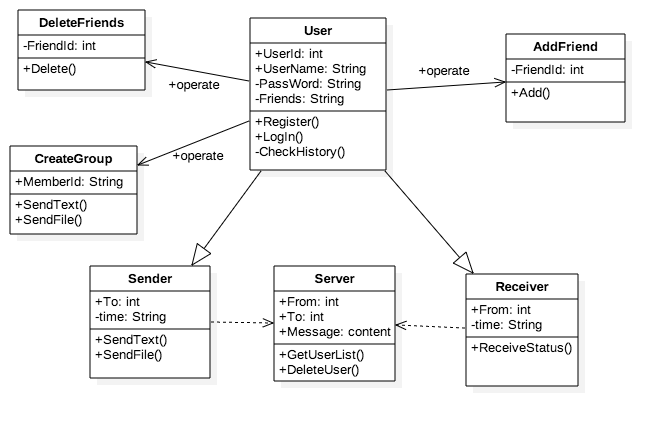 DeleteFriends
-FriendId: int
+Delete()
User
+UserId: int
+UserName: String
-PassWord: String
-Friends: String
+Register()
+LogIn()
-CheckHistory()
AddFriend
-FriendId: int
+Add()
+operate
+operate
+operate
CreateGroup
+MemberId: String
+SendText()
+SendFile()
Sender
+To: int
-time: String
+SendText()
+SendFile()
Server
+From: int
+To: int
+Message: content
+GetUserList()
+DeleteUser()
Receiver
+From: int
-time: String
+ReceiveStatus()